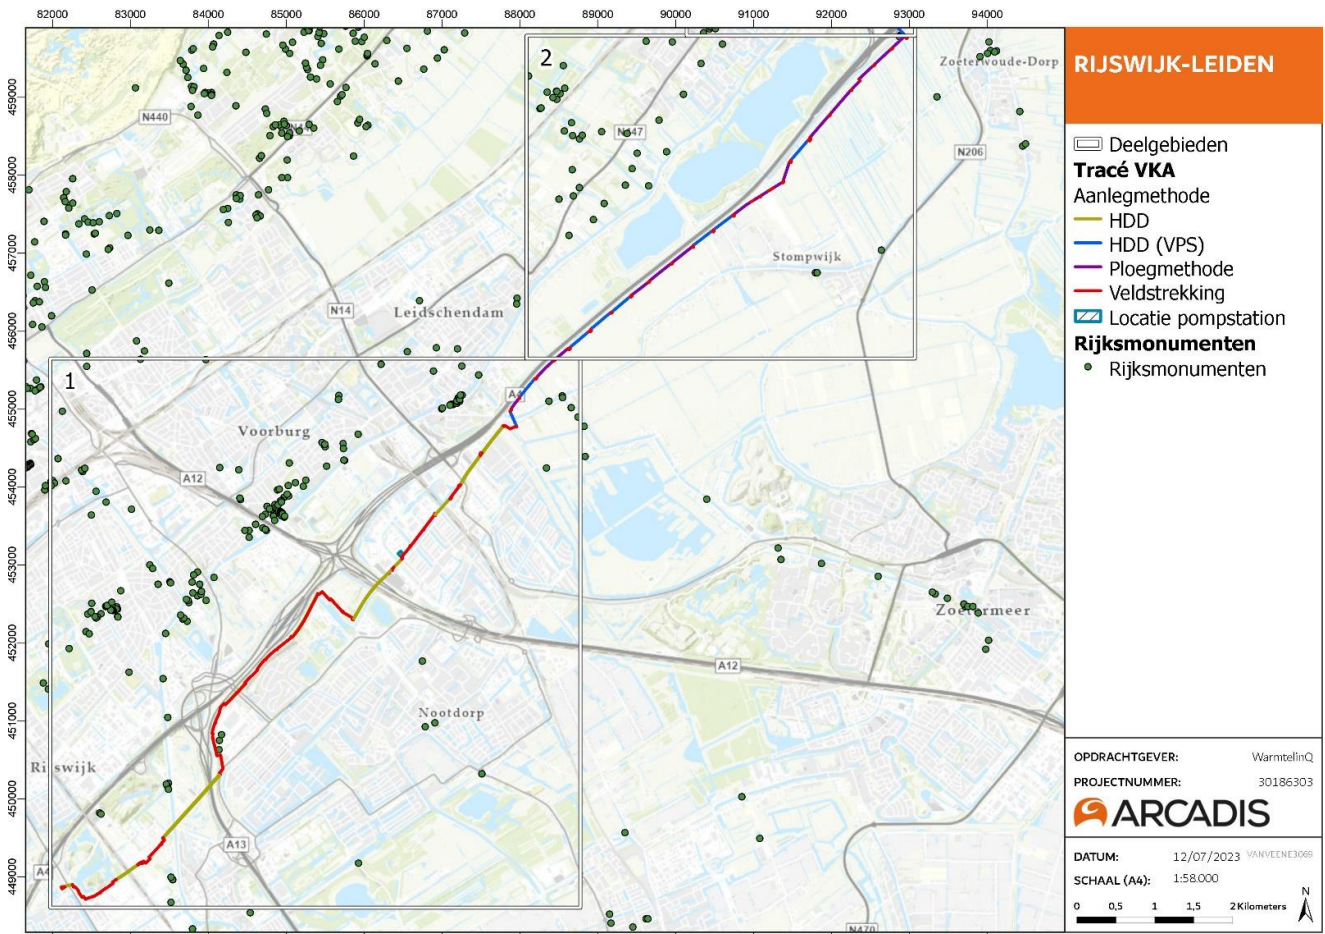 82000 83000 84000 85000 86000 87000 88000 89000 90000 91000 92000 93000 94000
459000
458000
457000
456000
455000
454000
453000
452000
451000
450000
449000
2
Zoeterwoude-Dorp
N440
N447
N206
Stompwijk
N14
Leidschendam
1
A4
Voorburg
A12
Zoetermeer
A12
Nootdorp
Rijswijk
A13
A4
N470
RIJSWIJK-LEIDEN
Deelgebieden
Tracé VKA
Aanlegmethode
HDD
HDD (VPS)
Ploegmethode
Veldstrekking
Locatie pompstation
Rijksmonumenten
Rijksmonumenten
OPDRACHTGEVER: WarmtelinQ
PROJECTNUMMER: 30186303
ARCADIS
DATUM: 12/07/2023 VANVEENE3069
SCHAAL (A4): 1:58.000
N
0 0,5 1 1,5 2 Kilometers